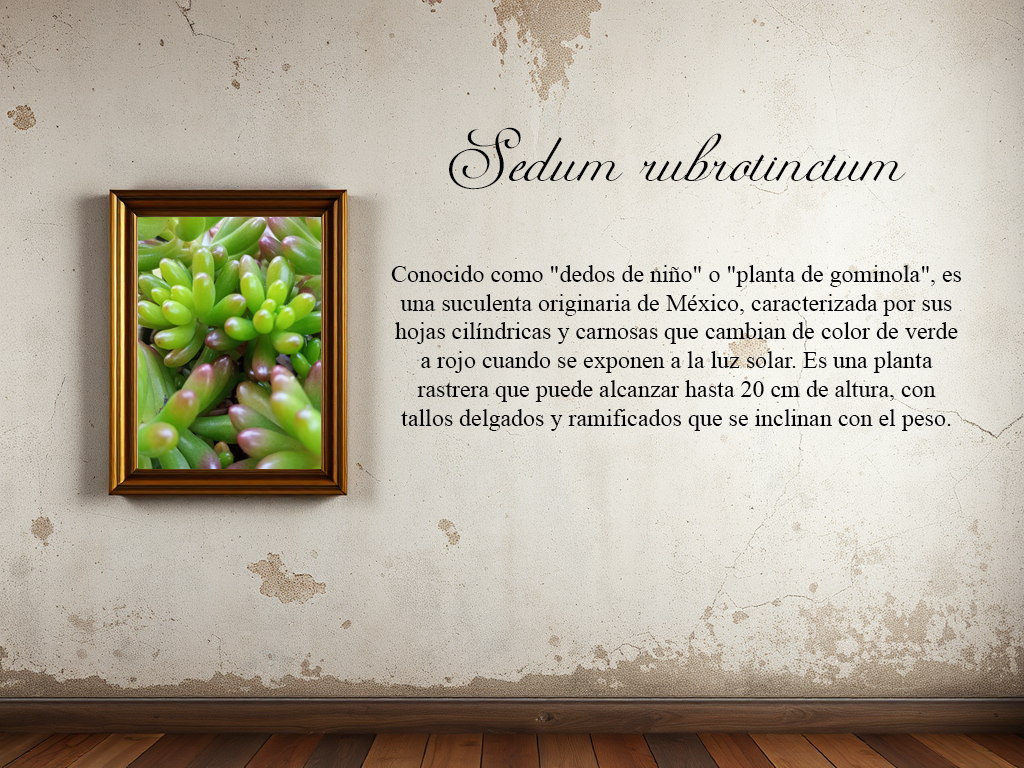 Sedum rubrotinctum
Conocido como "dedos de niño" o "planta de gominola", es
una suculenta originaria de México, caracterizada por sus
hojas cilíndricas y carnosas que cambian de color de verde
a rojo cuando se exponen a la luz solar. Es una planta
rastrera que puede alcanzar hasta 20 cm de altura, con
tallos delgados y ramificados que se inclinan con el peso.